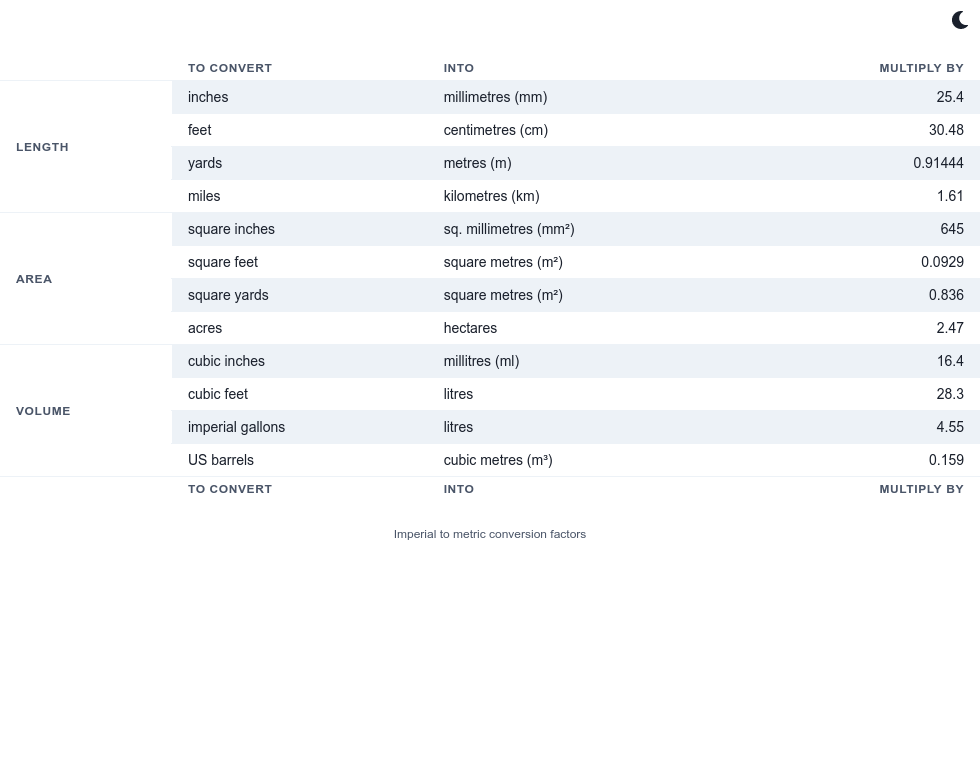 TO CONVERT INTO MULTIPLY BY
LENGTH
inches millimetres (mm) 25.4
feet centimetres (cm) 30.48
yards metres (m) 0.91444
miles kilometres (km) 1.61
AREA
square inches sq. millimetres (mm²) 645
square feet square metres (m²) 0.0929
square yards square metres (m²) 0.836
acres hectares 2.47
VOLUME
cubic inches millitres (ml) 16.4
cubic feet litres 28.3
imperial gallons litres 4.55
US barrels cubic metres (m³) 0.159
TO CONVERT INTO MULTIPLY BY
Imperial to metric conversion factors